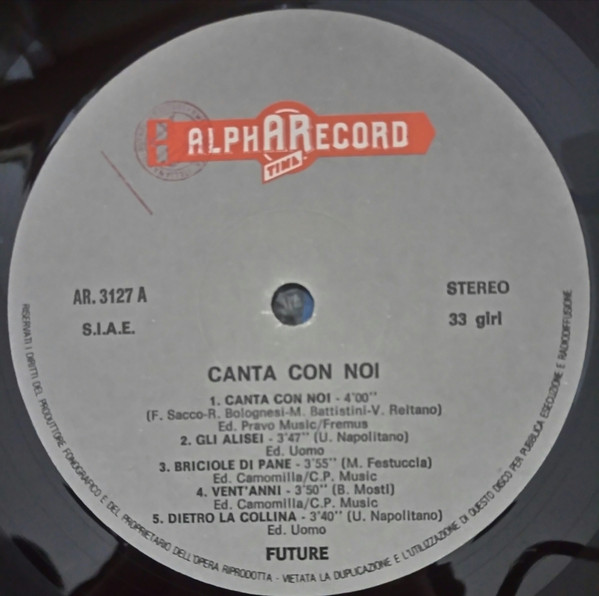 ALPHARECORD
TIMA
AR. 3127 A
STEREO
S.I.A.E.
33 giri
CANTA CON NOI
1. CANTA CON NOI - 4'00"
(F. Sacco-R. Bolognesi-M. Battistini-V. Reitano)
Ed. Pravo Music/Fremus
2. GLI ALISEI - 3'47" (U. Napolitano)
Ed. Uomo
3. BRICIOLE DI PANE - 3'55" (M. Festuccia)
Ed. Camomilla/C.P. Music
4. VENT'ANNI - 3'50" (B. Mosti)
Ed. Camomilla/C.P. Music
5. DIETRO LA COLLINA - 3'40" (U. Napolitano)
Ed. Uomo
FUTURE
RISERVATI I DIRITTI DEL PRODUTTORE FONOGRAFICO E DEL PROPRIETARIO DELL'OPERA RIPRODOTTA - VIETATA LA DUPLICAZIONE E L'UTILIZZAZIONE DI QUESTO DISCO PER PUBBLICA ESECUZIONE E RADIODIFFUSIONE